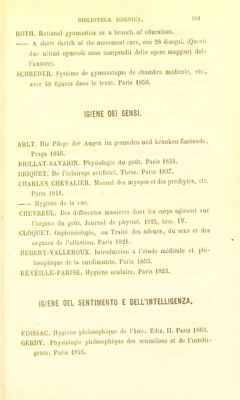 BIBLIOTECA IGIENICA. 501
ROTH. Rational gymnastics as a branch of education.
—— A short sketch of the movement cure, con 28 disegni. (Questi
due ultimi opuscoli sono compendii delle opere maggiori del-
l'autore).
SCHREBER. Système de gymnastique de chambre médicale, etc.,
avec 48 figures dans le texte. Paris 1856.
IGIENE DEI SENSI.
ARLT. Die Pflege der Augen im gesunden und kranken Zustande.
Praga 1846.
BRILLAT-SAVARIN. Physiologie du goût. Paris 1834.
BRIQUET. De l'éclairage artificiel. Thèse. Paris 1837.
CHARLES CHEVALIER. Manuel des myopes et des presbytes, etc.
Paris 1841.
—— Hygiène de la vue.
CHEVREUL. Des différentes manières dont les corps agissent sur
l'organe du goût. Journal de physiol. 1824, tom. IV.
CLOQUET. Osphrésiologie, ou Traité des odeurs, du sens et des
organes de l'olfaction. Paris 1821.
HUBERT-VALLEROUX. Introduction à l'étude médicale et phi-
losophique de la surdimutité. Paris 1853.
RÉVEILLÉ-PARISE. Hygiène oculaire. Paris 1823.
IGIENE DEL SENTIMENTO E DELL'INTELLIGENZA.
FOISSAC. Hygiène philosophique de l'âme. Ediz. II. Paris 1863.
GERDY. Physiologie philosophique des sensations et de l'intelli-
gence. Paris 1846.